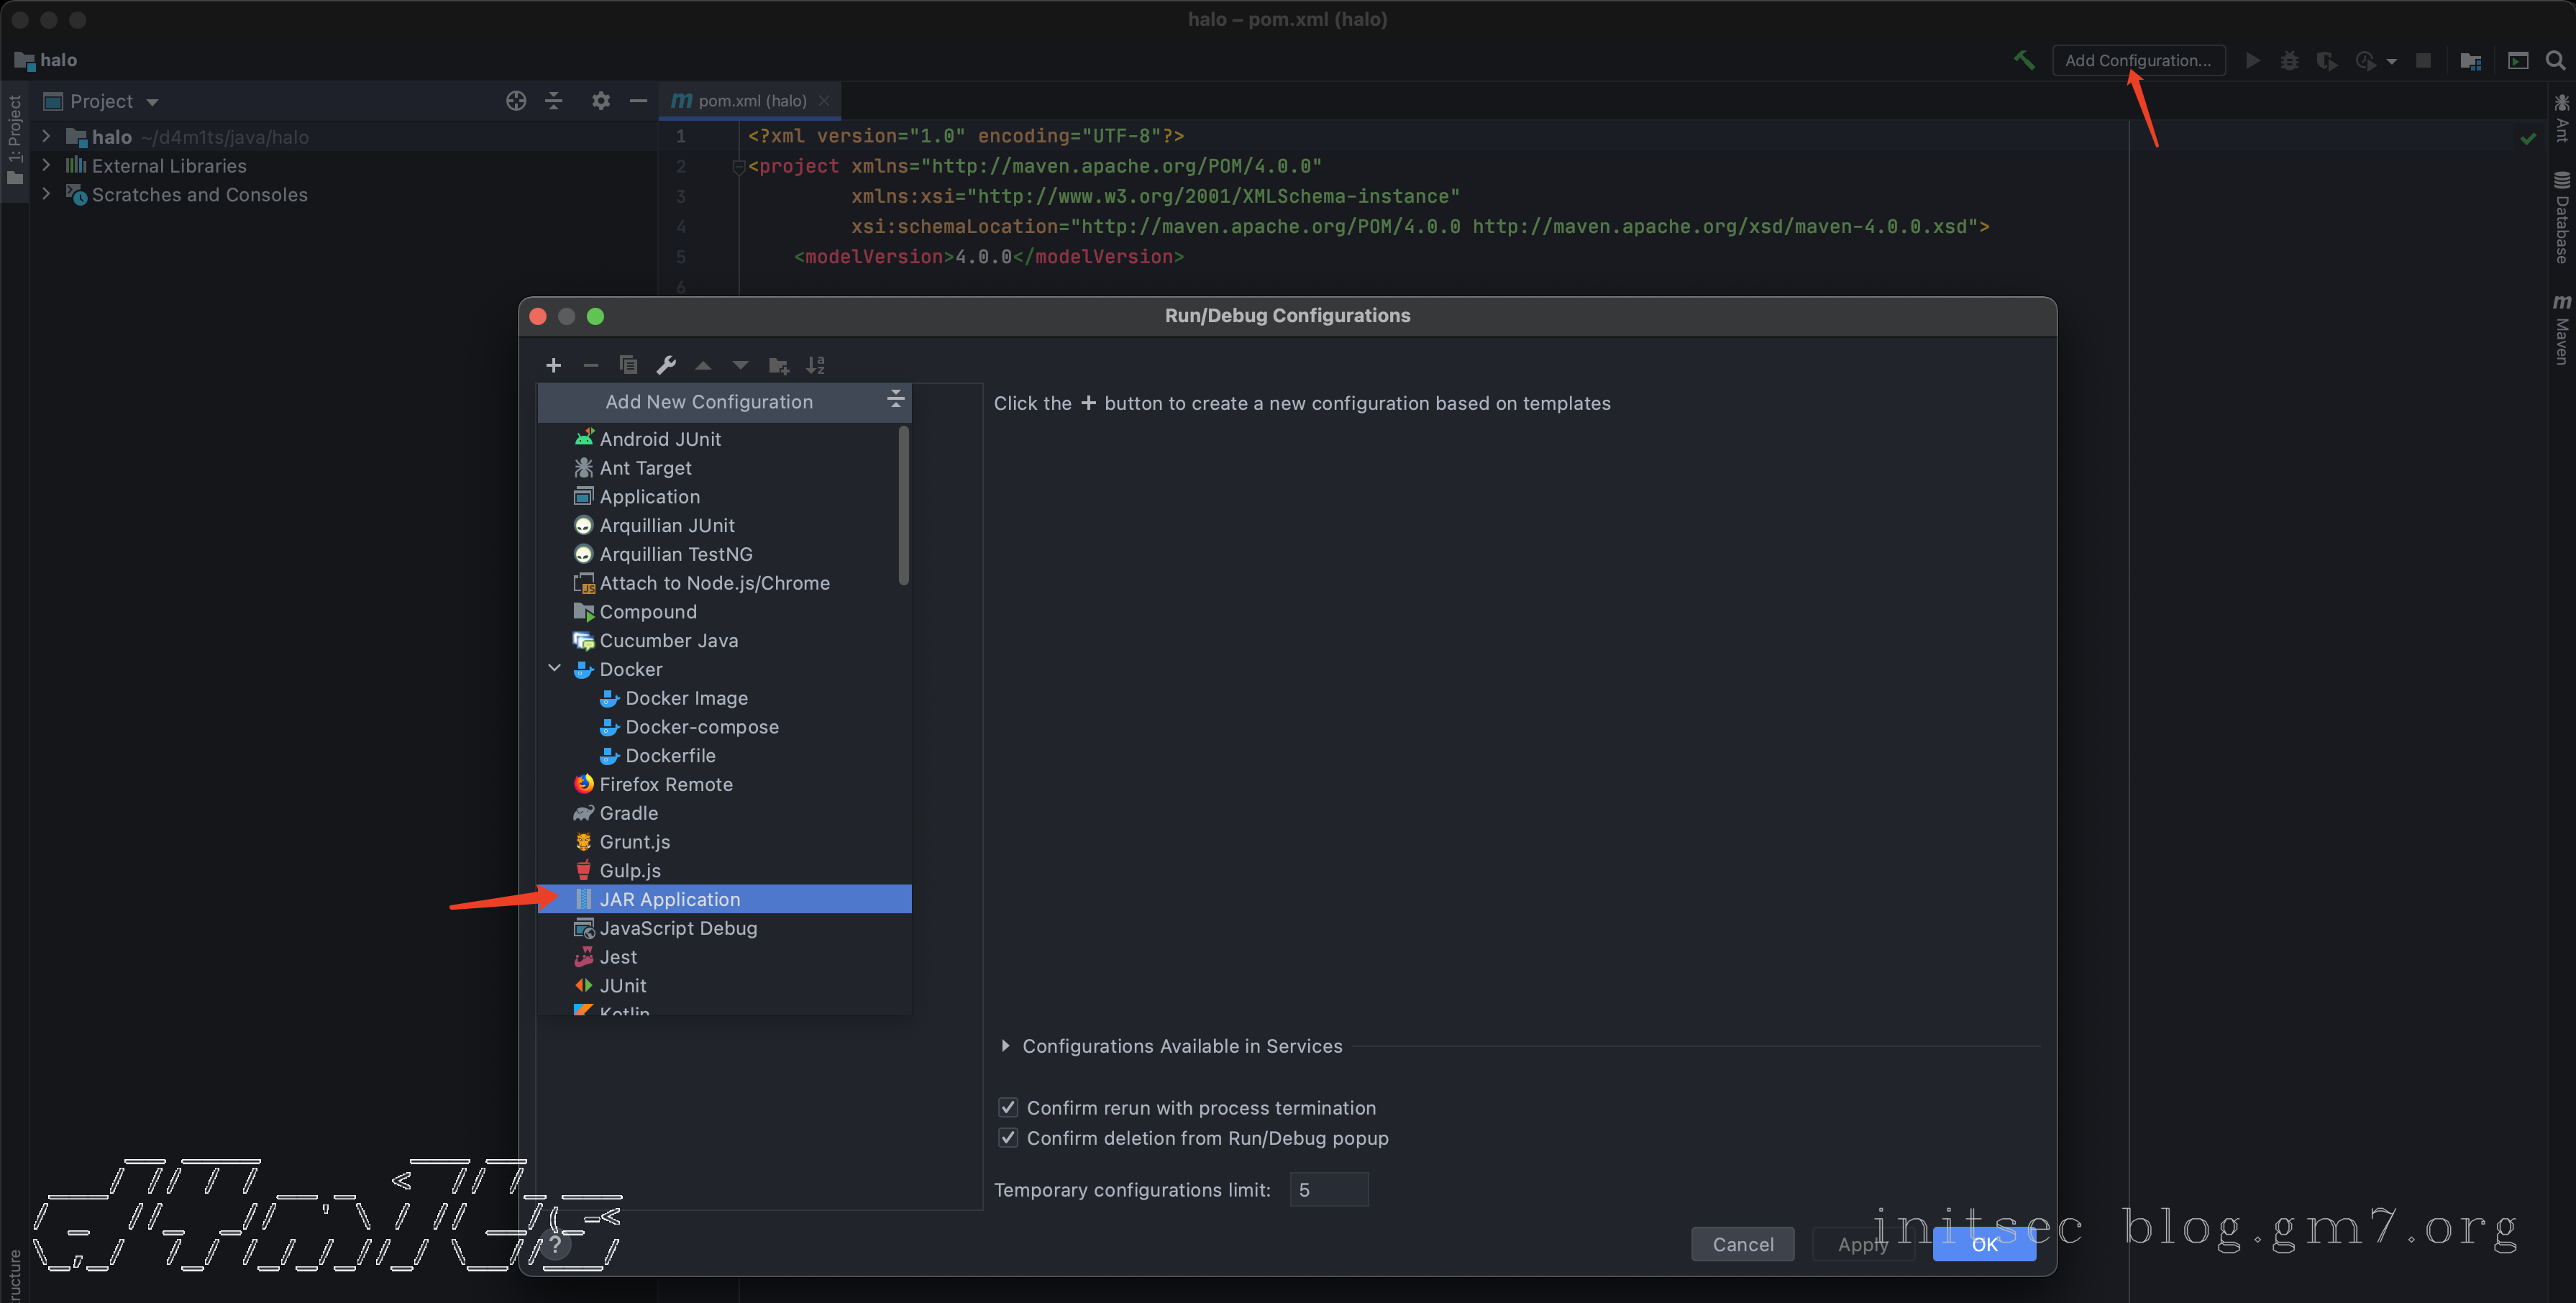 halo – pom.xml (halo)
halo
Add Configuration...
1: Project
Project
pom.xml (halo)
halo ~/d4m1ts/java/halo
External Libraries
Scratches and Consoles
1 <?xml version="1.0" encoding="UTF-8"?>
2 <project xmlns="http://maven.apache.org/POM/4.0.0"
3 xmlns:xsi="http://www.w3.org/2001/XMLSchema-instance"
4 xsi:schemaLocation="http://maven.apache.org/POM/4.0.0 http://maven.apache.org/xsd/maven-4.0.0.xsd">
5 <modelVersion>4.0.0</modelVersion>
6
Ant
Database
Maven
Run/Debug Configurations
Add New Configuration
Click the + button to create a new configuration based on templates
Android JUnit
Ant Target
Application
Arquillian JUnit
Arquillian TestNG
Attach to Node.js/Chrome
Compound
Cucumber Java
Docker
Docker Image
Docker-compose
Dockerfile
Firefox Remote
Gradle
Grunt.js
Gulp.js
JAR Application
JavaScript Debug
Jest
JUnit
Kotlin
Configurations Available in Services
Confirm rerun with process termination
Confirm deletion from Run/Debug popup
Temporary configurations limit: 5
?
Cancel
Apply
OK
initsec blog.gm7.org